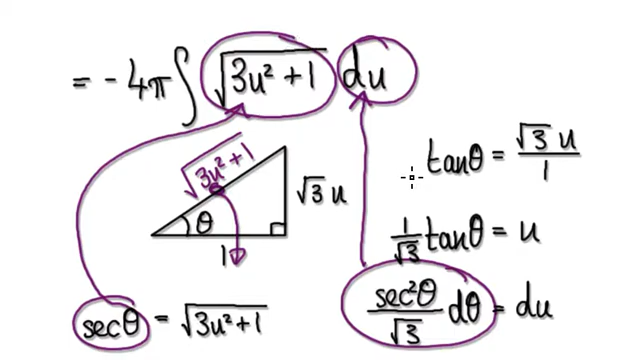 = -4π∫ √(3u² + 1) du
tanθ = √3 u / 1
√(3u² + 1)
√3 u
θ
1
1/√3 tanθ = u
secθ = √(3u² + 1)
sec²θ/√3 dθ = du